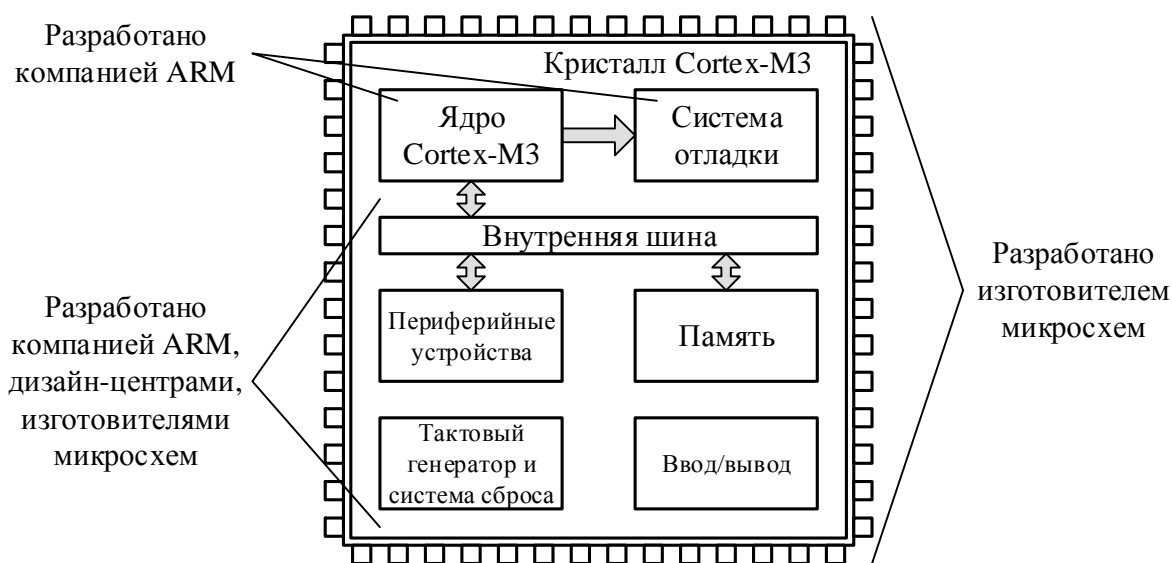 Разработано
компанией ARM
Кристалл Cortex-M3
Ядро
Cortex-M3
Система
отладки
Внутренняя шина
Разработано
компанией ARM,
дизайн-центрами,
изготовителями
микросхем
Периферийные
устройства
Память
Разработано
изготовителем
микросхем
Тактовый
генератор и
система сброса
Ввод/вывод